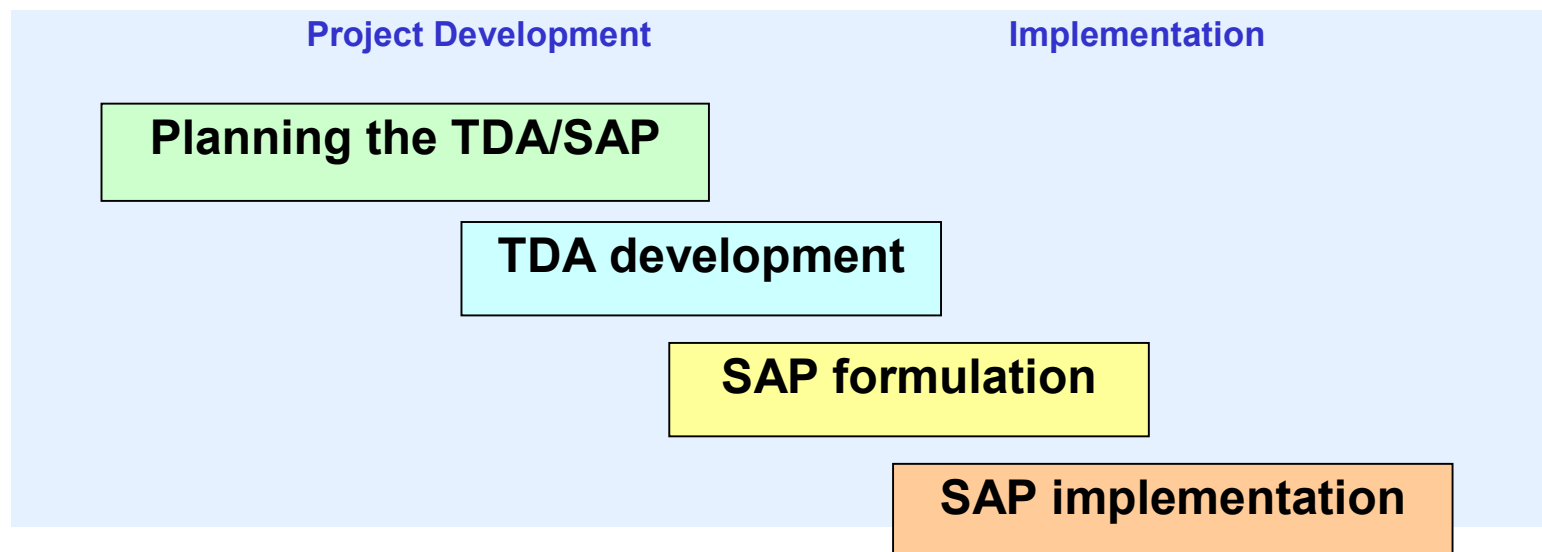 Project Development
Implementation
Planning the TDA/SAP
TDA development
SAP formulation
SAP implementation